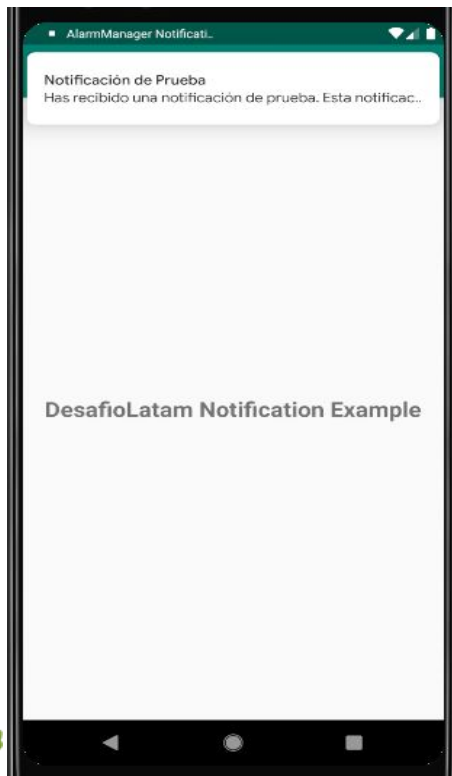 AlarmManager Notificati..
Notificación de Prueba
Has recibido una notificación de prueba. Esta notificac..
DesafioLatam Notification Example